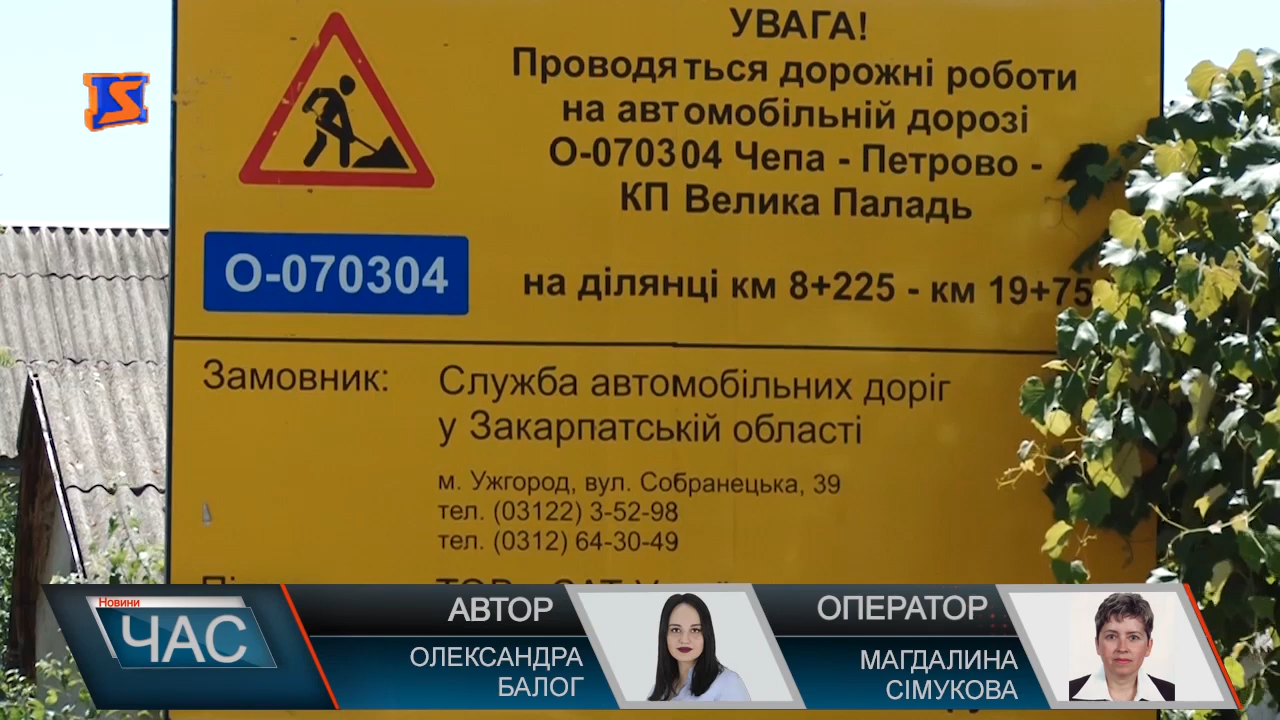 УВАГА!
Проводяться дорожні роботи
на автомобільній дорозі
О-070304 Чепа - Петрово -
КП Велика Паладь
О-070304
на ділянці км 8+225 - км 19+75
Замовник:
Служба автомобільних доріг
у Закарпатській області
м. Ужгород, вул. Собранецька, 39
тел. (03122) 3-52-98
тел. (0312) 64-30-49
Новини
ЧАС
АВТОР
ОЛЕКСАНДРА
БАЛОГ
ОПЕРАТОР
МАГДАЛИНА
СІМУКОВА